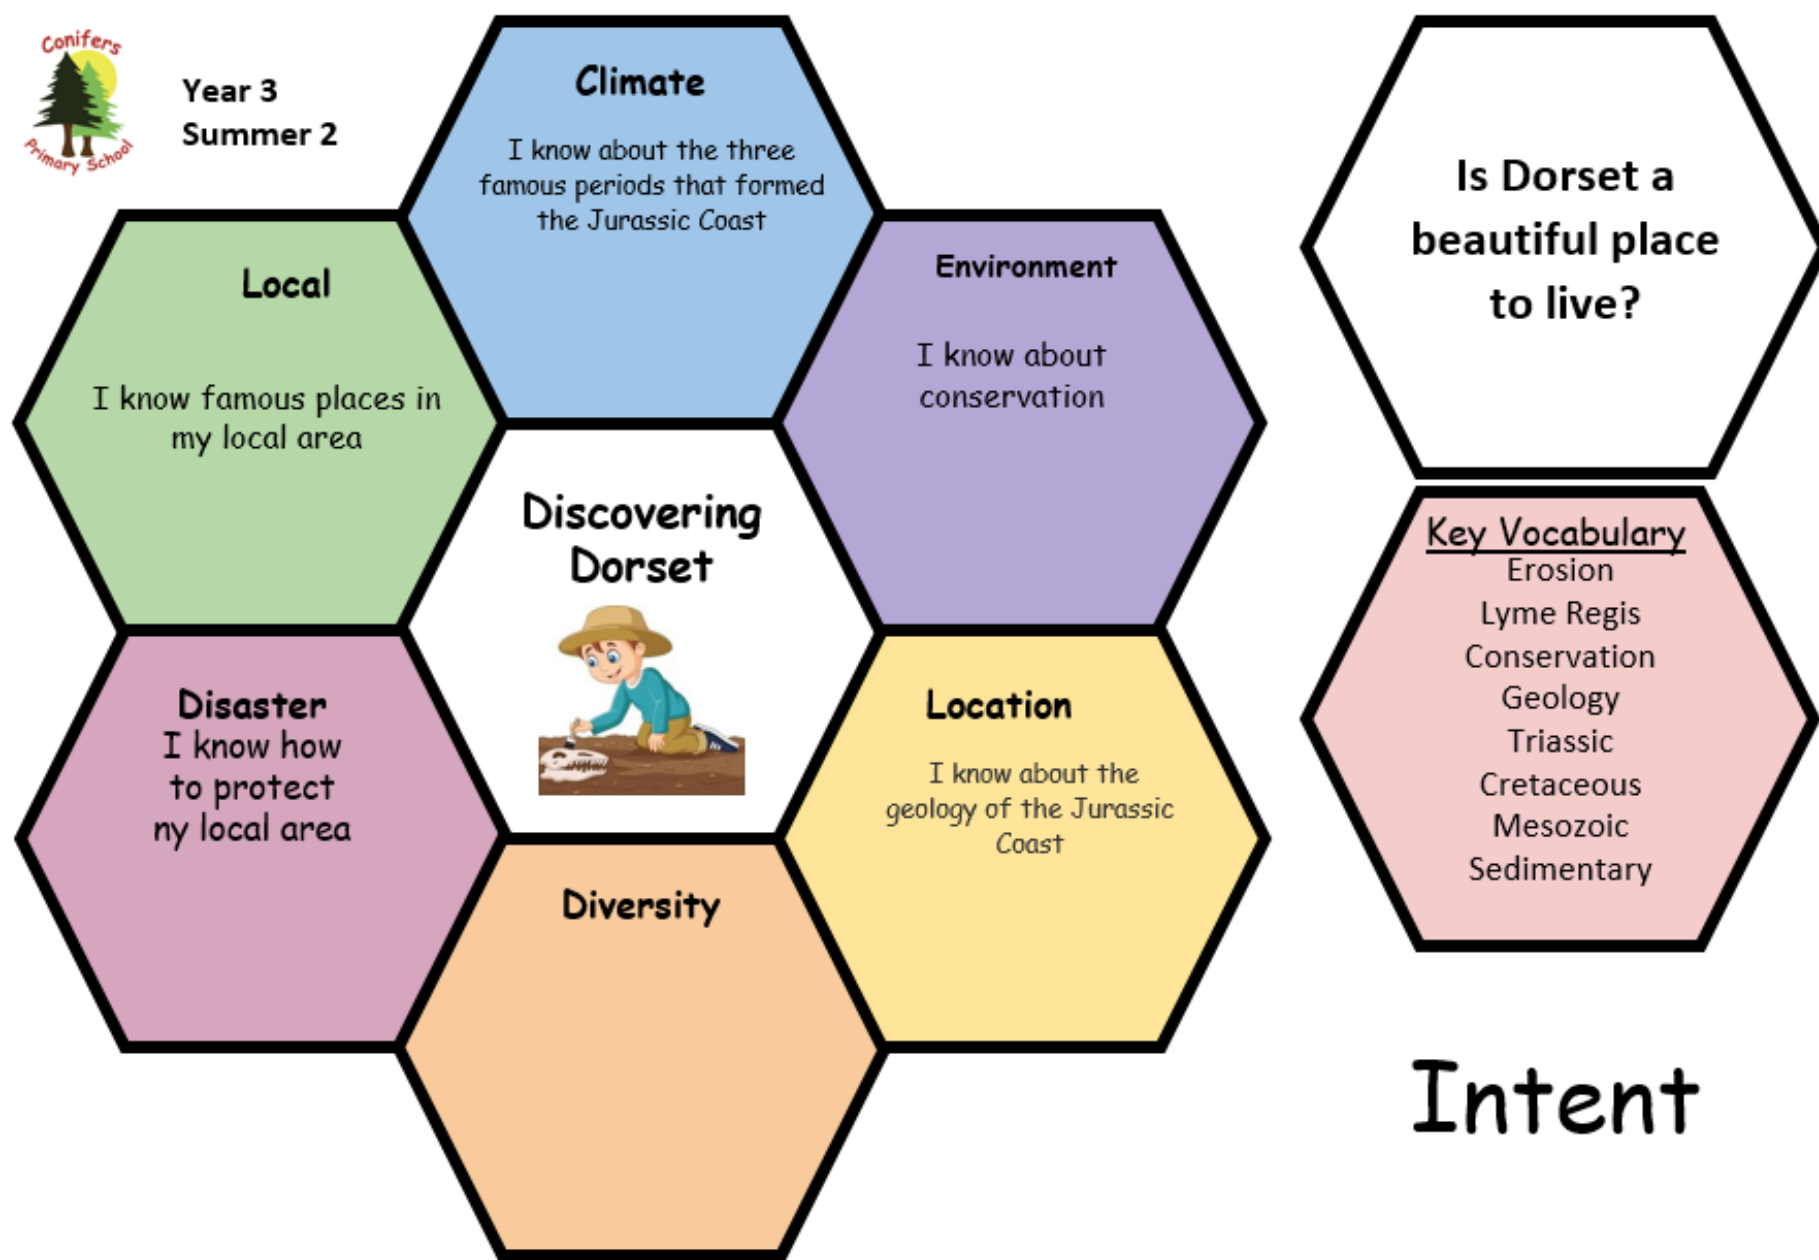 Conifers
Primary School
Year 3
Summer 2
Climate
I know about the three
famous periods that formed
the Jurassic Coast
Local
I know famous places in
my local area
Environment
I know about
conservation
Discovering
Dorset
Disaster
I know how
to protect
ny local area
Location
I know about the
geology of the Jurassic
Coast
Diversity
Is Dorset a
beautiful place
to live?
Key Vocabulary
Erosion
Lyme Regis
Conservation
Geology
Triassic
Cretaceous
Mesozoic
Sedimentary
Intent